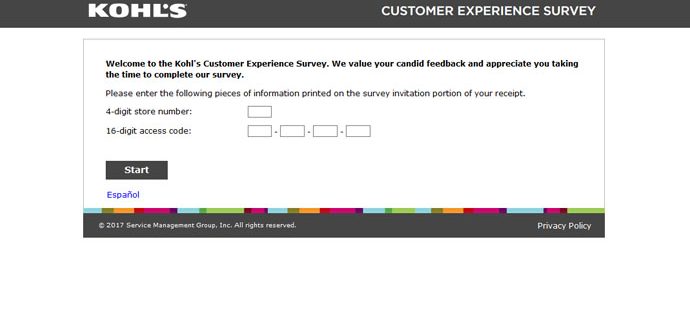 KOHL'S CUSTOMER EXPERIENCE SURVEY
Welcome to the Kohl's Customer Experience Survey. We value your candid feedback and appreciate you taking
the time to complete our survey.
Please enter the following pieces of information printed on the survey invitation portion of your receipt.
4-digit store number:
16-digit access code: - - -
Start
Español
© 2017 Service Management Group, Inc. All rights reserved. Privacy Policy